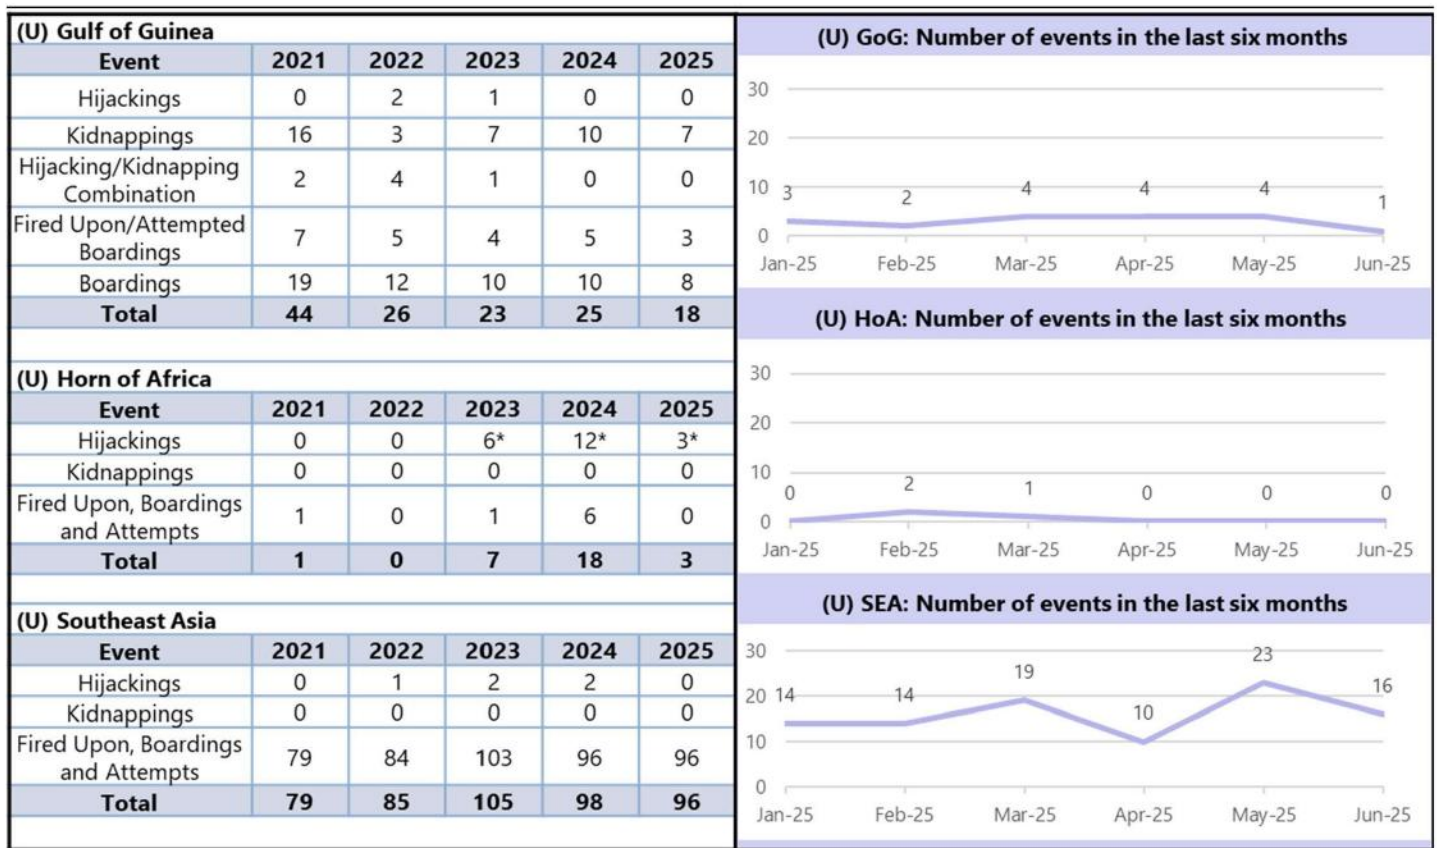 (U) Gulf of Guinea
Event 2021 2022 2023 2024 2025
Hijackings 0 2 1 0 0
Kidnappings 16 3 7 10 7
Hijacking/Kidnapping
Combination 2 4 1 0 0
Fired Upon/Attempted
Boardings 7 5 4 5 3
Boardings 19 12 10 10 8
Total 44 26 23 25 18
(U) Horn of Africa
Event 2021 2022 2023 2024 2025
Hijackings 0 0 6* 12* 3*
Kidnappings 0 0 0 0 0
Fired Upon, Boardings
and Attempts 1 0 1 6 0
Total 1 0 7 18 3
(U) Southeast Asia
Event 2021 2022 2023 2024 2025
Hijackings 0 1 2 2 0
Kidnappings 0 0 0 0 0
Fired Upon, Boardings
and Attempts 79 84 103 96 96
Total 79 85 105 98 96
(U) GoG: Number of events in the last six months
30
20
10
0
3 2 4 4 4 1
Jan-25 Feb-25 Mar-25 Apr-25 May-25 Jun-25
(U) HoA: Number of events in the last six months
30
20
10
0
0 2 1 0 0 0
Jan-25 Feb-25 Mar-25 Apr-25 May-25 Jun-25
(U) SEA: Number of events in the last six months
30
20
10
0
14 14 19 10 23 16
Jan-25 Feb-25 Mar-25 Apr-25 May-25 Jun-25